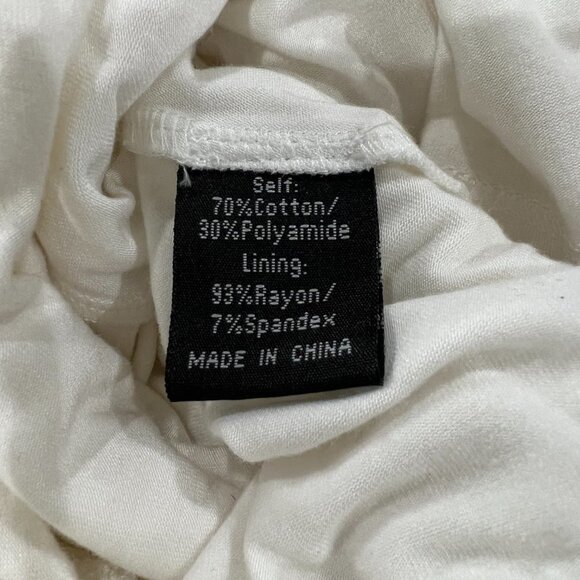 Self:
70%Cotton/
30%Polyamide
Lining:
93%Rayon/
7%Spandex
MADE IN CHINA